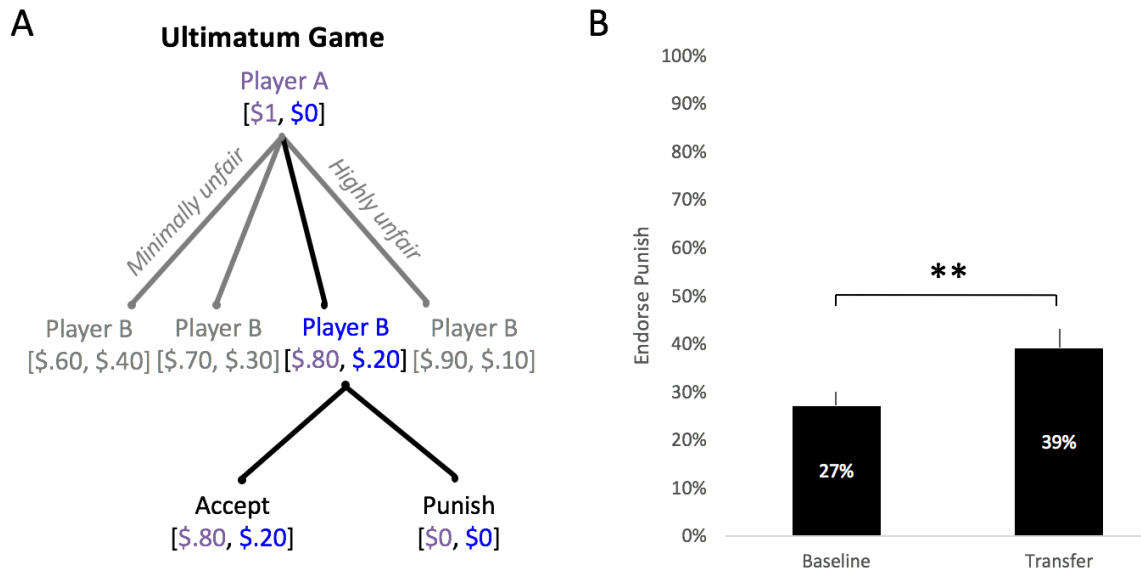 A
Ultimatum Game
Player A
[$1, $0]
Minimally unfair
Highly unfair
Player B
[$.60, $.40]
Player B
[$.70, $.30]
Player B
[$.80, $.20]
Player B
[$.90, $.10]
Accept
[$.80, $.20]
Punish
[$0, $0]
B
Endorse Punish
100%
90%
80%
70%
60%
50%
40%
30%
20%
10%
0%
**
27%
39%
Baseline
Transfer